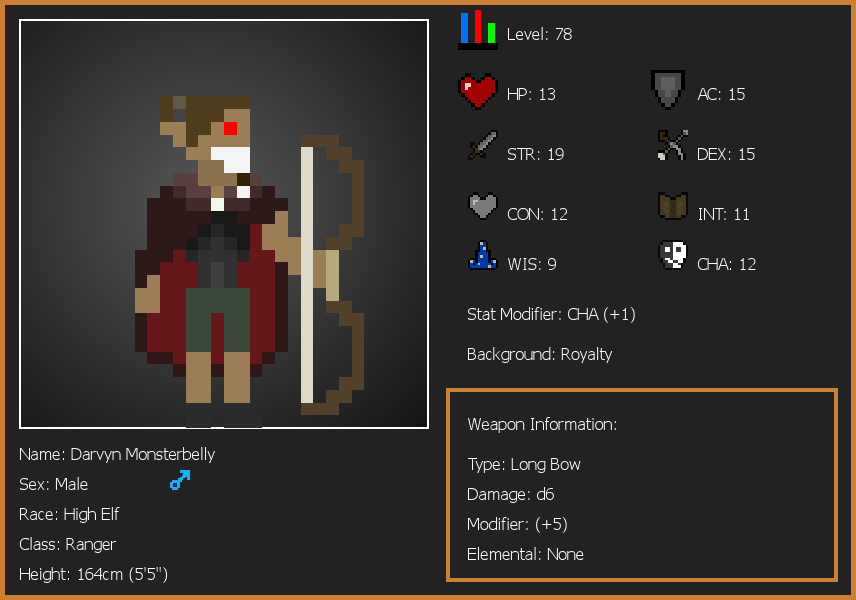 Level: 78
HP: 13
AC: 15
STR: 19
DEX: 15
CON: 12
INT: 11
WIS: 9
CHA: 12
Stat Modifier: CHA (+1)
Background: Royalty
Weapon Information:
Type: Long Bow
Damage: d6
Modifier: (+5)
Elemental: None
Name: Darvyn Monsterbelly
Sex: Male
Race: High Elf
Class: Ranger
Height: 164cm (5'5")